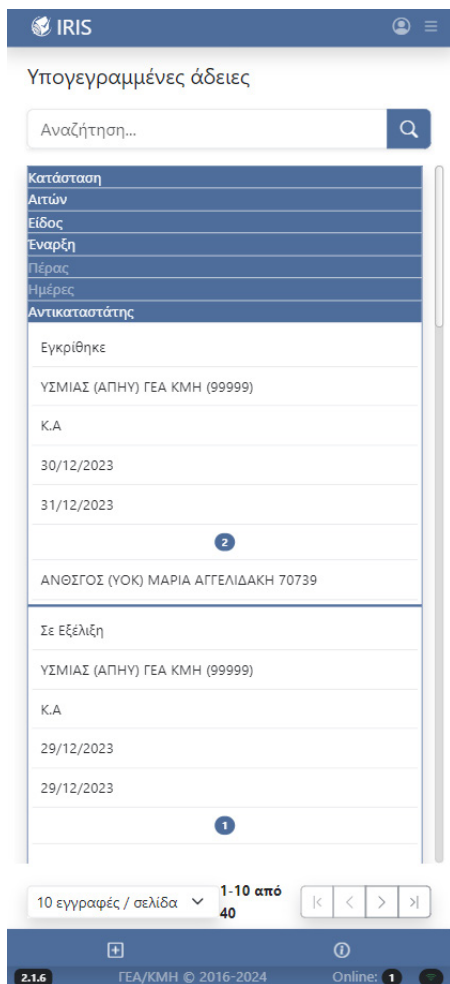 IRIS
Υπογεγραμμένες άδειες
Αναζήτηση...
Κατάσταση
Αιτών
Είδος
Έναρξη
Πέρας
Ημέρες
Αντικαταστάτης
Εγκρίθηκε
ΥΣΜΙΑΣ (ΑΠΗΥ) ΓΕΑ ΚΜΗ (99999)
Κ.Α
30/12/2023
31/12/2023
2
ΑΝΘΣΓΟΣ (ΥΟΚ) ΜΑΡΙΑ ΑΓΓΕΛΙΔΑΚΗ 70739
Σε Εξέλιξη
ΥΣΜΙΑΣ (ΑΠΗΥ) ΓΕΑ ΚΜΗ (99999)
Κ.Α
29/12/2023
29/12/2023
1
10 εγγραφές / σελίδα
1-10 από
40
2.1.6 ΓΕΑ/ΚΜΗ © 2016-2024 Online: 1